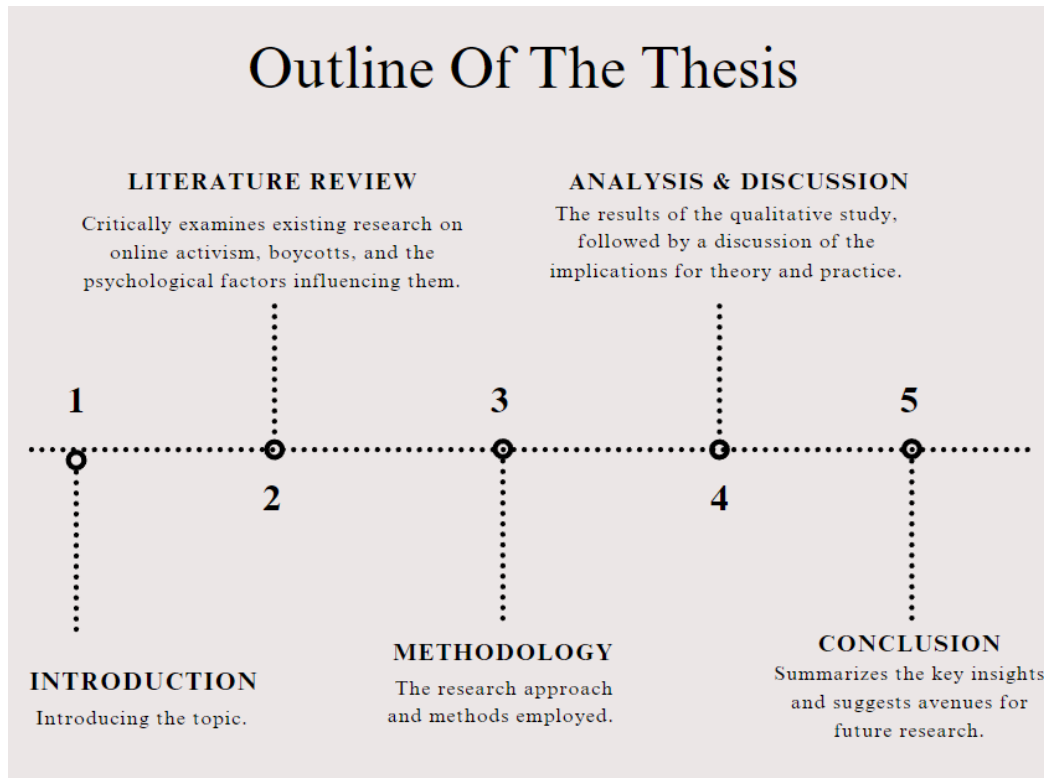 Outline Of The Thesis
LITERATURE REVIEW
Critically examines existing research on
online activism, boycotts, and the
psychological factors influencing them.
ANALYSIS & DISCUSSION
The results of the qualitative study,
followed by a discussion of the
implications for theory and practice.
1
3
5
2
4
INTRODUCTION
Introducing the topic.
METHODOLOGY
The research approach
and methods employed.
CONCLUSION
Summarizes the key insights
and suggests avenues for
future research.